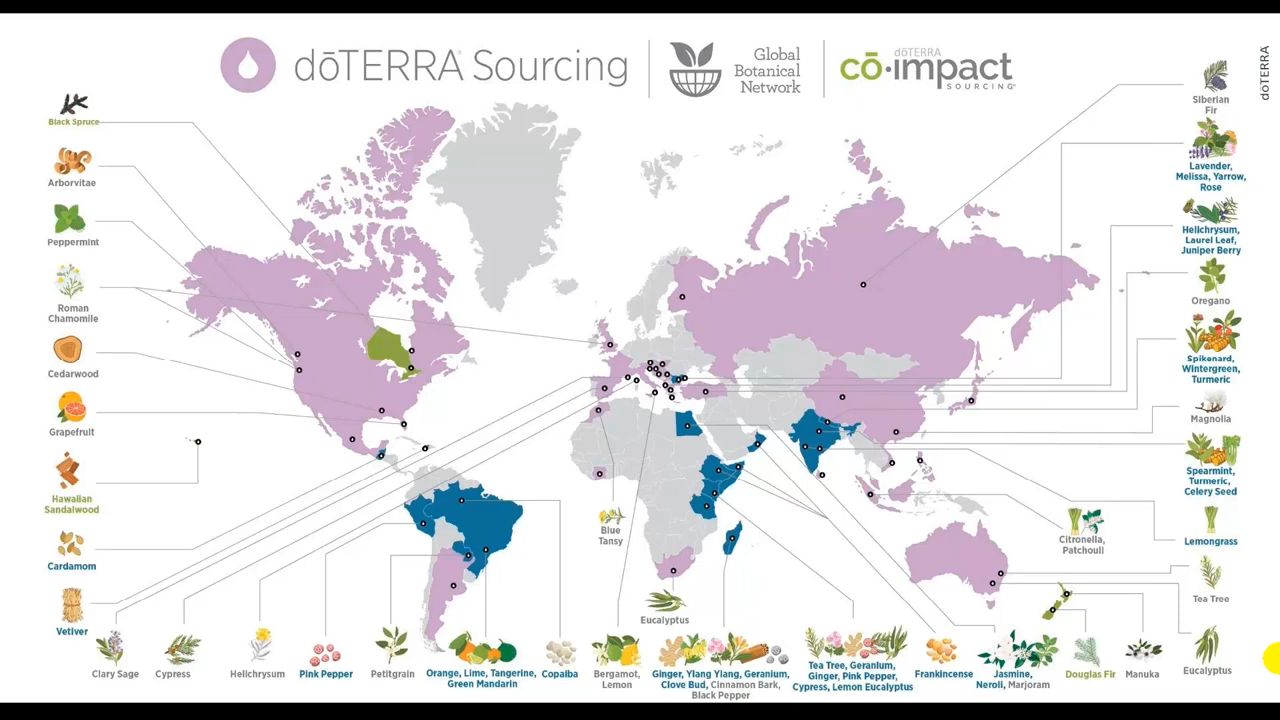 dōTERRA® Sourcing
Global
Botanical
Network
dōTERRA
cō•impact
SOURCING®
dōTERRA
Black Spruce
Arborvitae
Peppermint
Roman
Chamomile
Cedarwood
Grapefruit
Hawaiian
Sandalwood
Cardamom
Vetiver
Siberian
Fir
Lavender,
Melissa, Yarrow,
Rose
Helichrysum,
Laurel Leaf,
Juniper Berry
Oregano
Spikenard,
Wintergreen,
Turmeric
Magnolia
Spearmint,
Turmeric,
Celery Seed
Lemongrass
Citronella,
Patchouli
Tea Tree
Blue
Tansy
Eucalyptus
Clary Sage
Cypress
Helichrysum
Pink Pepper
Petitgrain
Orange, Lime, Tangerine,
Green Mandarin
Copaiba
Bergamot,
Lemon
Ginger, Ylang Ylang, Geranium,
Clove Bud, Cinnamon Bark,
Black Pepper
Tea Tree, Geranium,
Ginger, Pink Pepper,
Cypress, Lemon Eucalyptus
Frankincense
Jasmine,
Neroli, Marjoram
Douglas Fir
Manuka
Eucalyptus